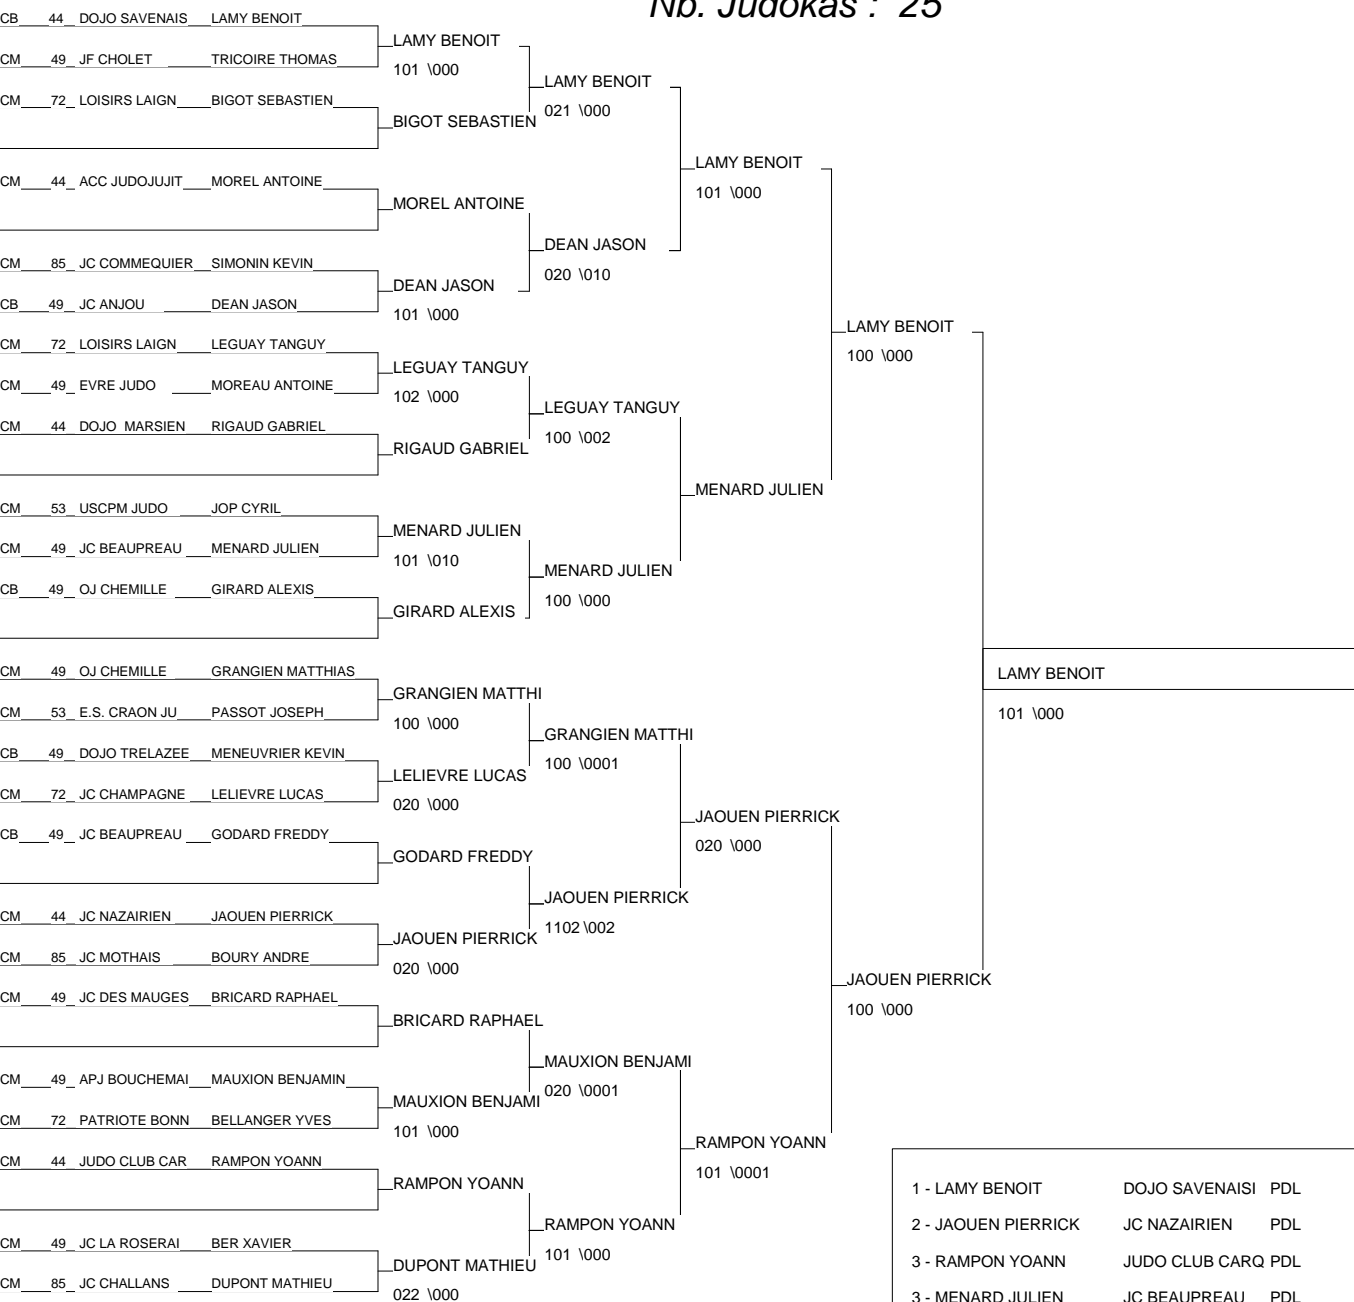 Nb. Judokas : 25
CB 44 DOJO SAVENAIS LAMY BENOIT
CM 49 JF CHOLET TRICOIRE THOMAS
CM 72 LOISIRS LAIGN BIGOT SEBASTIEN
CM 44 ACC JUDOJUJIT MOREL ANTOINE
CM 85 JC COMMEQUIER SIMONIN KEVIN
CB 49 JC ANJOU DEAN JASON
CM 72 LOISIRS LAIGN LEGUAY TANGUY
CM 49 EVRE JUDO MOREAU ANTOINE
CM 44 DOJO MARSIEN RIGAUD GABRIEL
CM 53 USCPM JUDO JOP CYRIL
CM 49 JC BEAUPREAU MENARD JULIEN
CB 49 OJ CHEMILLE GIRARD ALEXIS
CM 49 OJ CHEMILLE GRANGIEN MATTHIAS
CM 53 E.S. CRAON JU PASSOT JOSEPH
CB 49 DOJO TRELAZEE MENEUVRIER KEVIN
CM 72 JC CHAMPAGNE LELIEVRE LUCAS
CB 49 JC BEAUPREAU GODARD FREDDY
CM 44 JC NAZAIRIEN JAOUEN PIERRICK
CM 85 JC MOTHAIS BOURY ANDRE
CM 49 JC DES MAUGES BRICARD RAPHAEL
CM 49 APJ BOUCHEMAI MAUXION BENJAMIN
CM 72 PATRIOTE BONN BELLANGER YVES
CM 44 JUDO CLUB CAR RAMPON YOANN
CM 49 JC LA ROSERAI BER XAVIER
CM 85 JC CHALLANS DUPONT MATHIEU
LAMY BENOIT
101 \000
BIGOT SEBASTIEN
MOREL ANTOINE
DEAN JASON
101 \000
LEGUAY TANGUY
102 \000
RIGAUD GABRIEL
MENARD JULIEN
101 \010
GIRARD ALEXIS
GRANGIEN MATTHI
100 \000
LELIEVRE LUCAS
020 \000
GODARD FREDDY
JAOUEN PIERRICK
020 \000
BRICARD RAPHAEL
MAUXION BENJAMI
101 \000
RAMPON YOANN
DUPONT MATHIEU
022 \000
LAMY BENOIT
021 \000
DEAN JASON
020 \010
LEGUAY TANGUY
100 \002
MENARD JULIEN
100 \000
GRANGIEN MATTHI
100 \0001
JAOUEN PIERRICK
1102 \002
MAUXION BENJAMI
020 \0001
RAMPON YOANN
101 \000
LAMY BENOIT
101 \000
MENARD JULIEN
JAOUEN PIERRICK
020 \000
RAMPON YOANN
101 \0001
LAMY BENOIT
100 \000
JAOUEN PIERRICK
100 \000
LAMY BENOIT
101 \000
1 - LAMY BENOIT DOJO SAVENAISI PDL
2 - JAOUEN PIERRICK JC NAZAIRIEN PDL
3 - RAMPON YOANN JUDO CLUB CARQ PDL
3 - MENARD JULIEN JC BEAUPREAU PDL